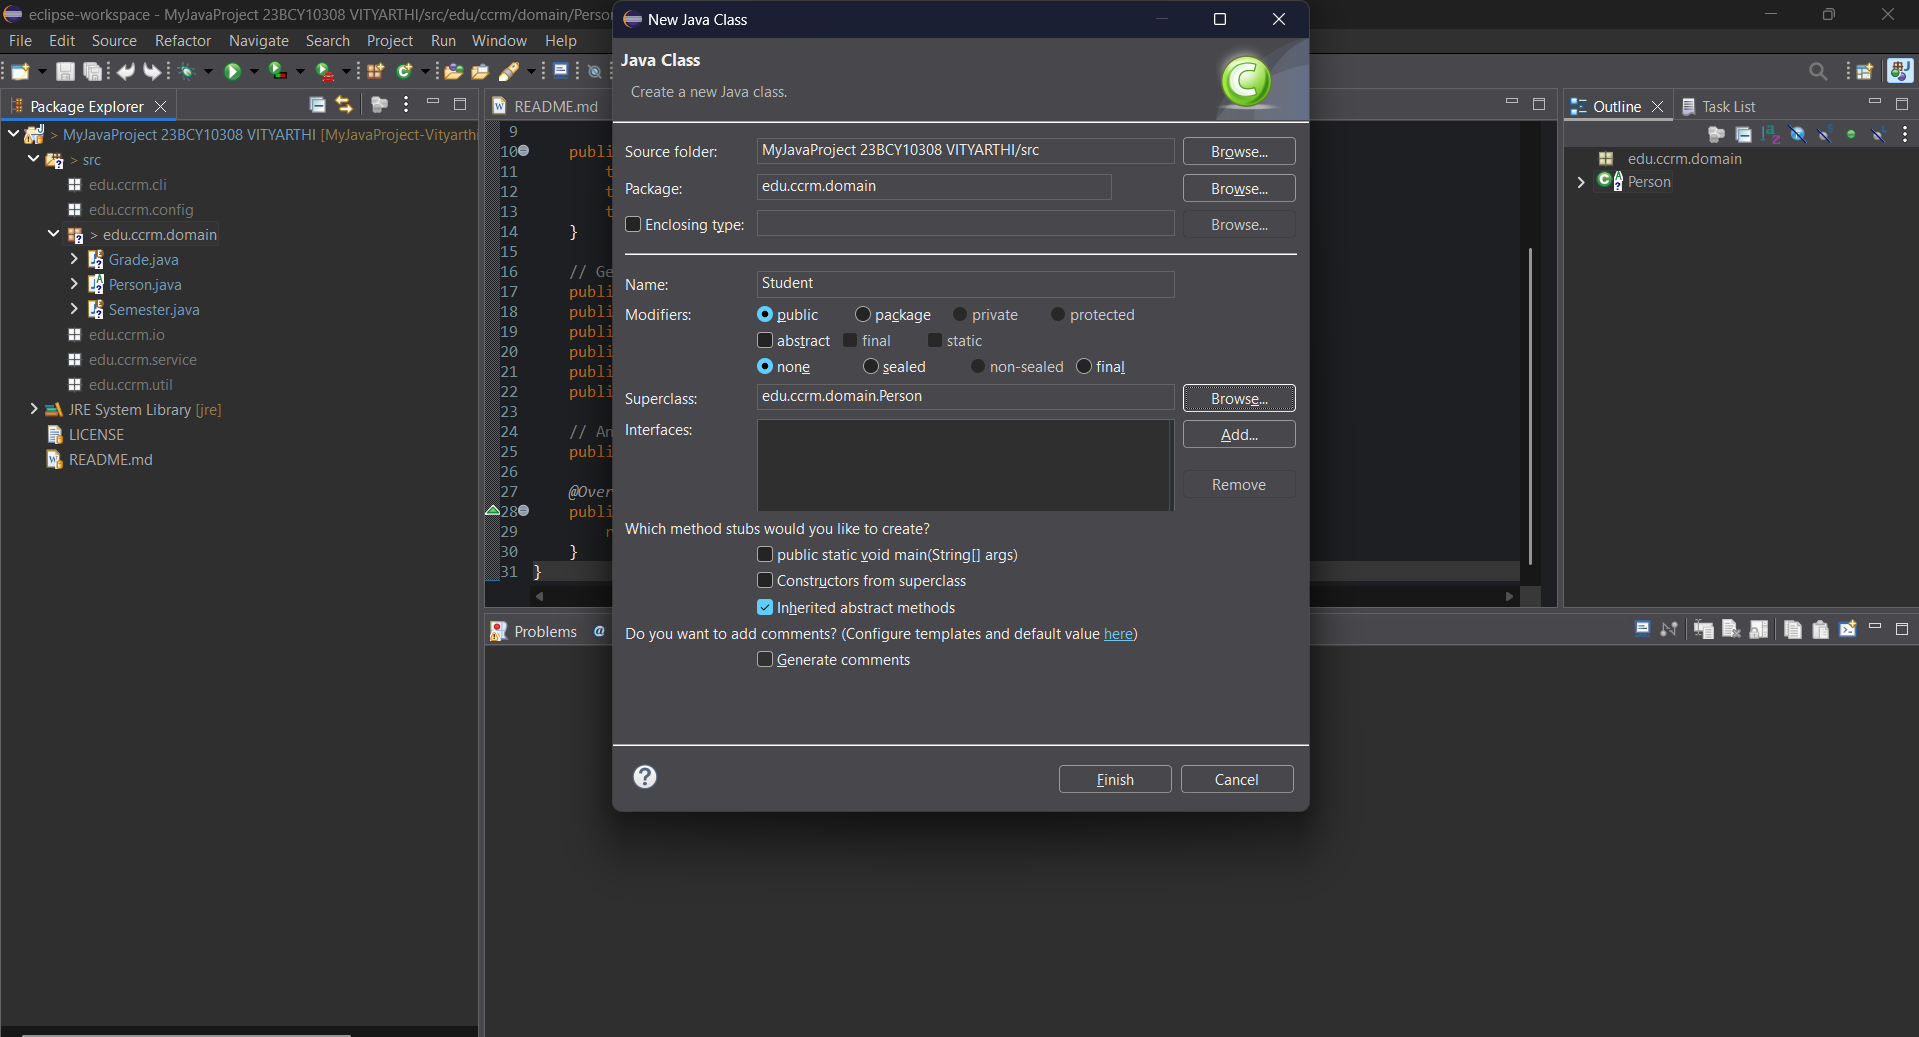 eclipse-workspace - MyJavaProject 23BCY10308 VITYARTHI/src/edu/ccrm/domain/Person
File Edit Source Refactor Navigate Search Project Run Window Help
Package Explorer
> MyJavaProject 23BCY10308 VITYARTHI [MyJavaProject-Vityarthi
> src
edu.ccrm.cli
edu.ccrm.config
> edu.ccrm.domain
Grade.java
Person.java
Semester.java
edu.ccrm.io
edu.ccrm.service
edu.ccrm.util
JRE System Library [jre]
LICENSE
README.md
README.md
9
10 publi
11 t
12 t
13 t
14 }
15
16 // Ge
17 publi
18 publi
19 publi
20 publi
21 publi
22 publi
23
24 // An
25 publi
26
27 @Over
28 publi
29 r
30 }
31 }
Problems @
New Java Class
Java Class
Create a new Java class.
Source folder: MyJavaProject 23BCY10308 VITYARTHI/src Browse...
Package: edu.ccrm.domain Browse...
Enclosing type: Browse...
Name: Student
Modifiers: public package private protected
abstract final static
none sealed non-sealed final
Superclass: edu.ccrm.domain.Person Browse...
Interfaces: Add...
Remove
Which method stubs would you like to create?
public static void main(String[] args)
Constructors from superclass
Inherited abstract methods
Do you want to add comments? (Configure templates and default value here)
Generate comments
Finish Cancel
Outline Task List
edu.ccrm.domain
Person